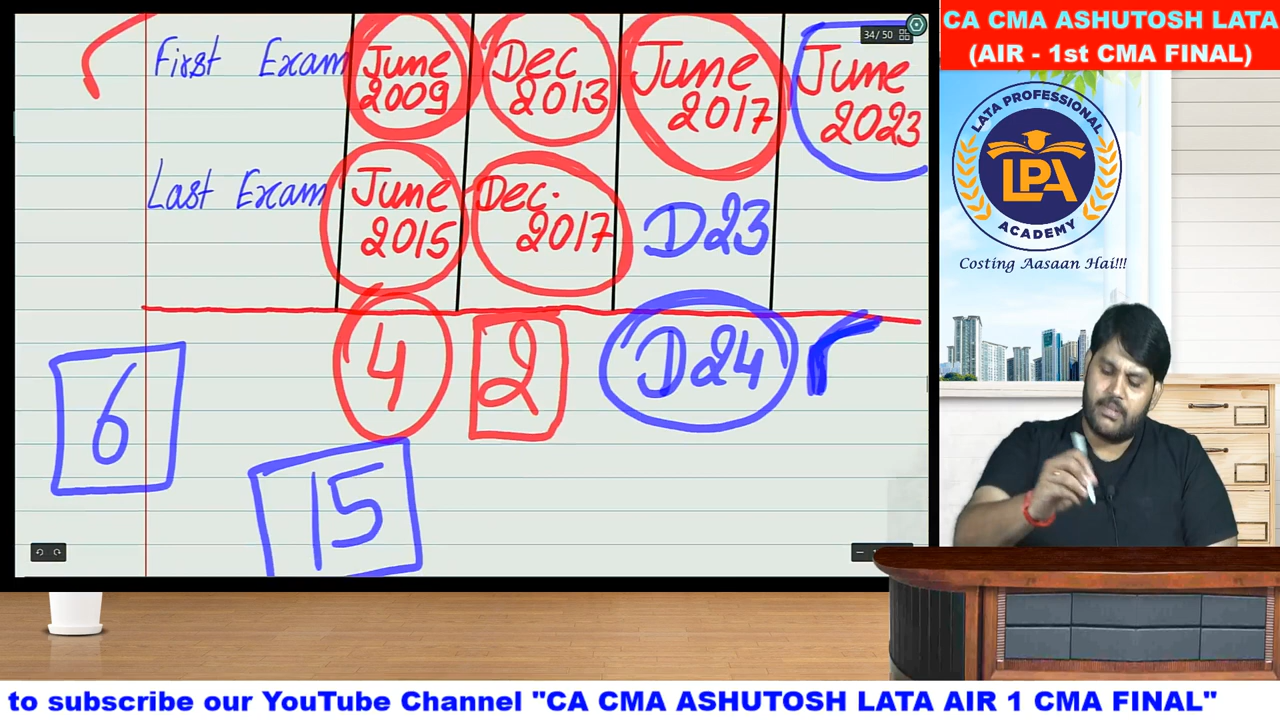 CA CMA ASHUTOSH LATA
(AIR - 1st CMA FINAL)
34/50
First Exam June 2009 Dec 2013 June 2017 June 2023
Last Exam June 2015 Dec. 2017 D23
4 2 D24
6
15
LATA PROFESSIONAL
LPA
ACADEMY
Costing Aasaan Hai!!!
to subscribe our YouTube Channel "CA CMA ASHUTOSH LATA AIR 1 CMA FINAL"